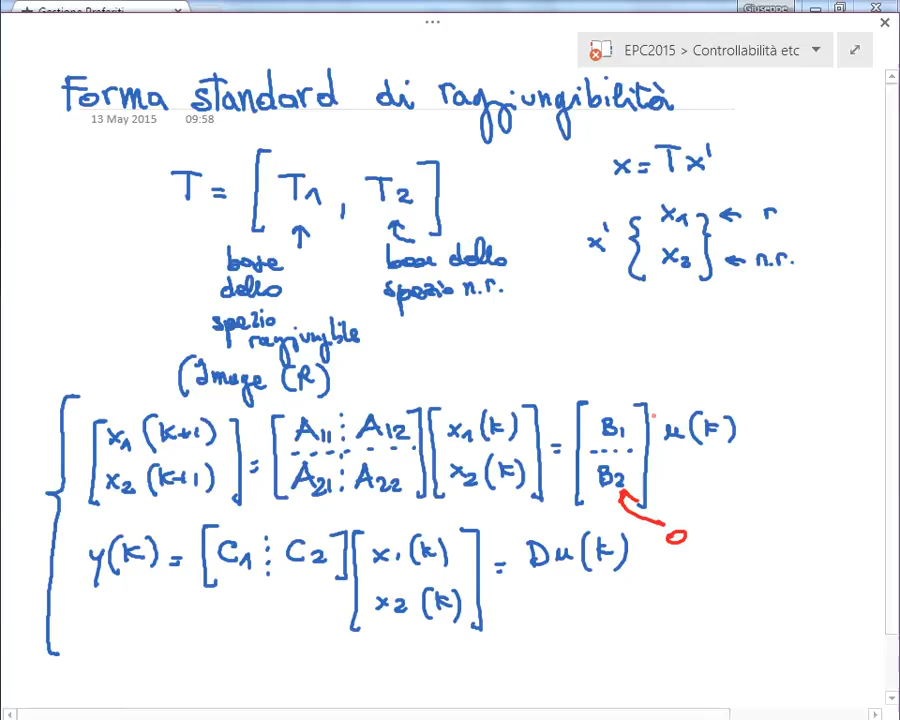 Gestione Preferiti
Giuseppe
EPC2015 > Controllabilità etc
Forma standard di raggiungibilità
13 May 2015 09:58
T = [ T1 , T2 ]
x = Tx'
x' { x1 } ← r
x2 ← n.r.
base dello spazio raggiungibile
base dello spazio n.r.
(Image (R)
[ x1 (k+1) x2 (k+1) ] = [ A11 ⋮ A12 A21 ⋮ A22 ] [ x1 (k) x2 (k) ] = [ B1 B2 ] u(k)
0
y(k) = [ C1 ⋮ C2 ] [ x1 (k) x2 (k) ] = Du(k)